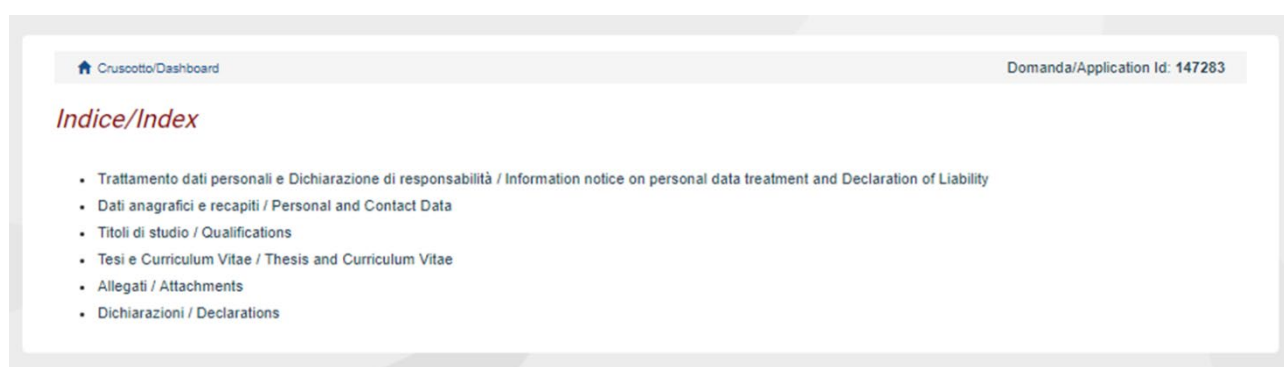 Cruscotto/Dashboard Domanda/Application Id: 147283
Indice/Index
Trattamento dati personali e Dichiarazione di responsabilità / Information notice on personal data treatment and Declaration of Liability
Dati anagrafici e recapiti / Personal and Contact Data
Titoli di studio / Qualifications
Tesi e Curriculum Vitae / Thesis and Curriculum Vitae
Allegati / Attachments
Dichiarazioni / Declarations